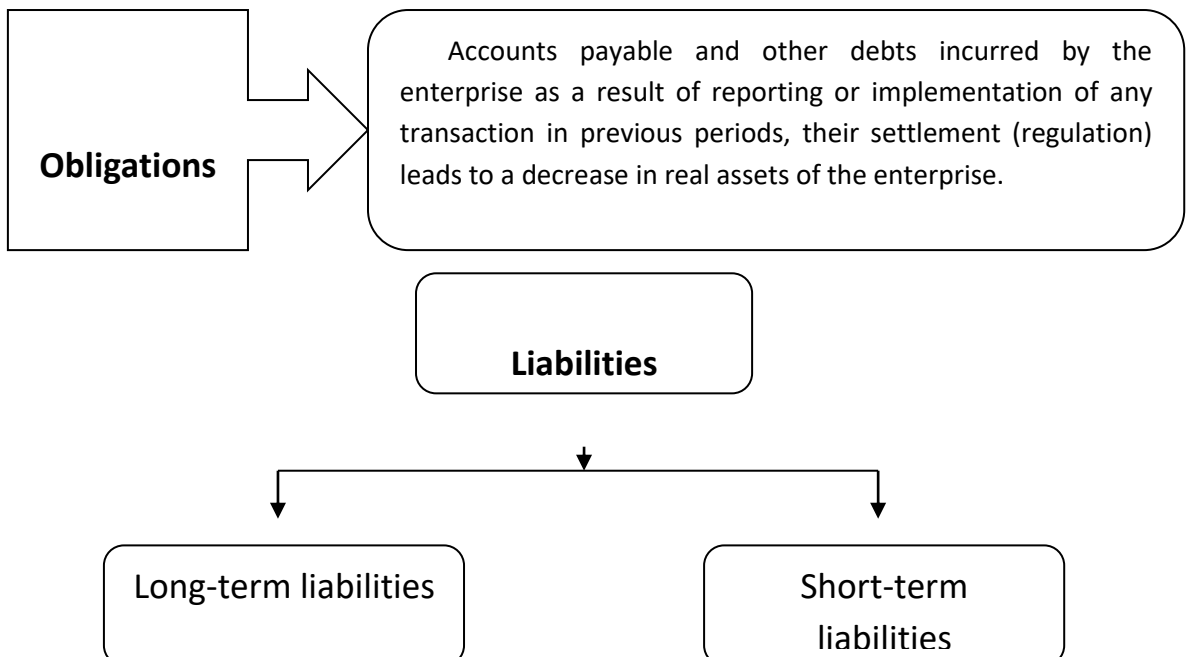 Obligations
Accounts payable and other debts incurred by the
enterprise as a result of reporting or implementation of any
transaction in previous periods, their settlement (regulation)
leads to a decrease in real assets of the enterprise.
Liabilities
Long-term liabilities
Short-term
liabilities